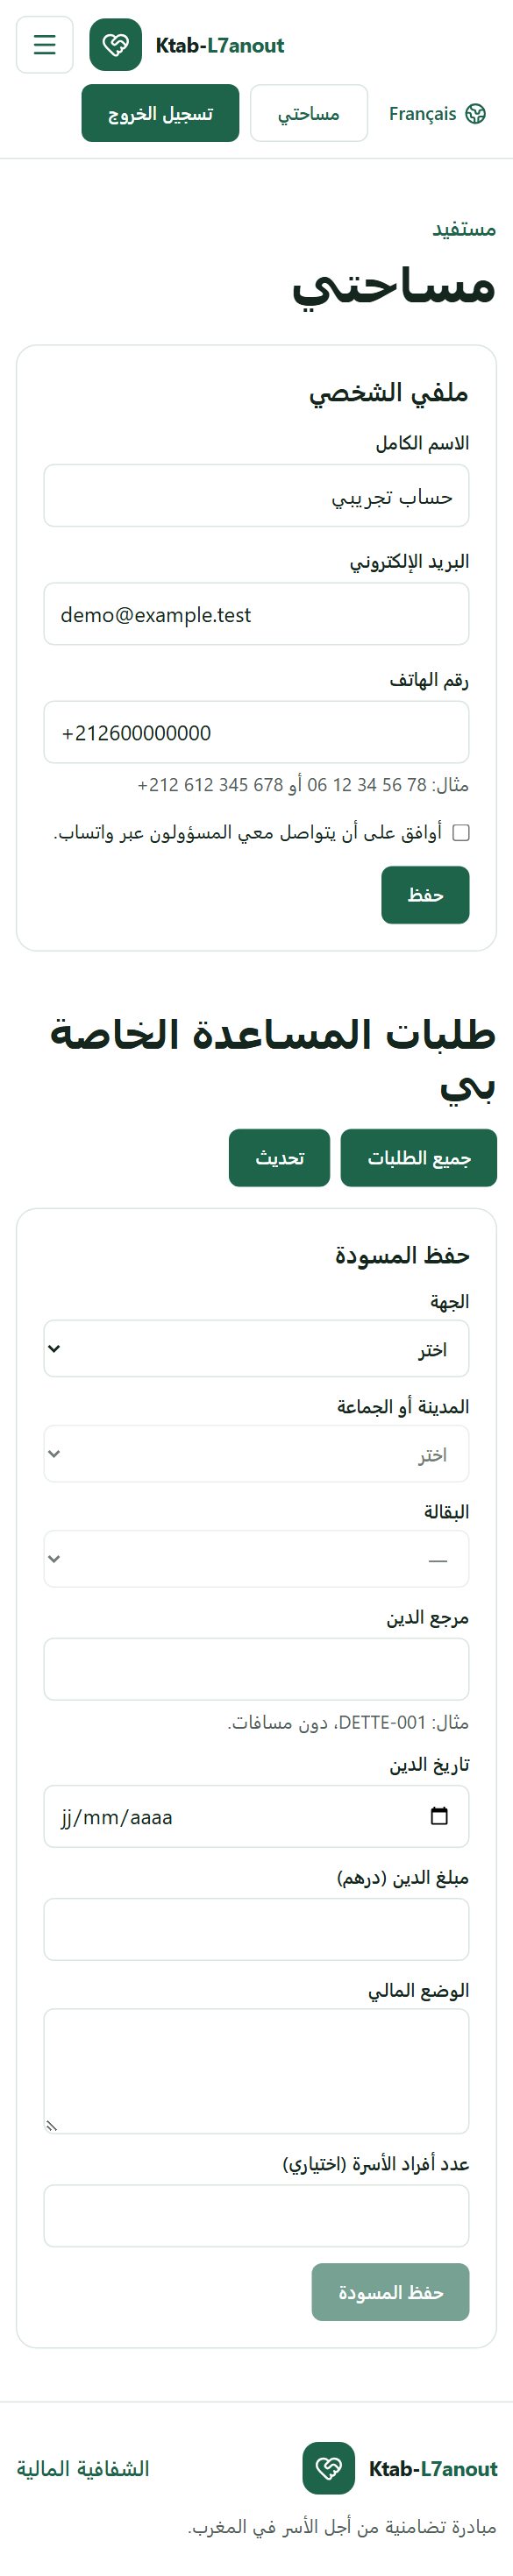 Ktab-L7anout
Français
مساحتي
تسجيل الخروج
مستفيد
مساحتي
ملفي الشخصي
الاسم الكامل
حساب تجريبي
البريد الإلكتروني
demo@example.test
رقم الهاتف
+212600000000
مثال: 78 56 34 12 06 أو 678 345 612 212+
أوافق على أن يتواصل معي المسؤولون عبر واتساب.
حفظ
طلبات المساعدة الخاصة
بي
جميع الطلبات
تحديث
حفظ المسودة
الجهة
اختر
المدينة أو الجماعة
اختر
البقالة
—
مرجع الدين
مثال: DETTE-001، دون مسافات.
تاريخ الدين
jj/mm/aaaa
مبلغ الدين (درهم)
الوضع المالي
عدد أفراد الأسرة (اختياري)
حفظ المسودة
Ktab-L7anout
الشفافية المالية
مبادرة تضامنية من أجل الأسر في المغرب.